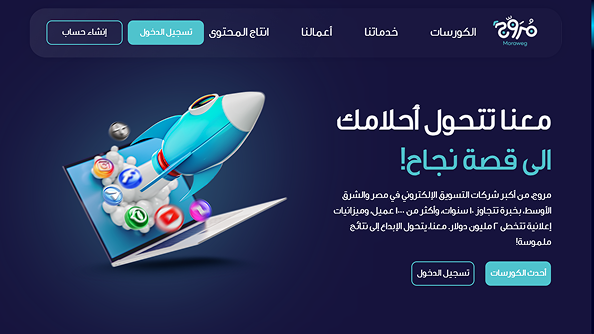 مُروّج
Moraweg
الكورسات
خدماتنا
أعمالنا
انتاج المحتوى
تسجيل الدخول
إنشاء حساب
معنا تتحول أحلامك
الى قصة نجاح!
مروج، من أكبر شركات التسويق الإلكتروني في مصر والشرق
الأوسط، بخبرة تتجاوز ١٠ سنوات، وأكثر من ١٠٠٠ عميل، وميزانيات
إعلانية تتخطى ٢ مليون دولار. معنا، يتحول الإبداع إلى نتائج
ملموسة!
أحدث الكورسات
تسجيل الدخول